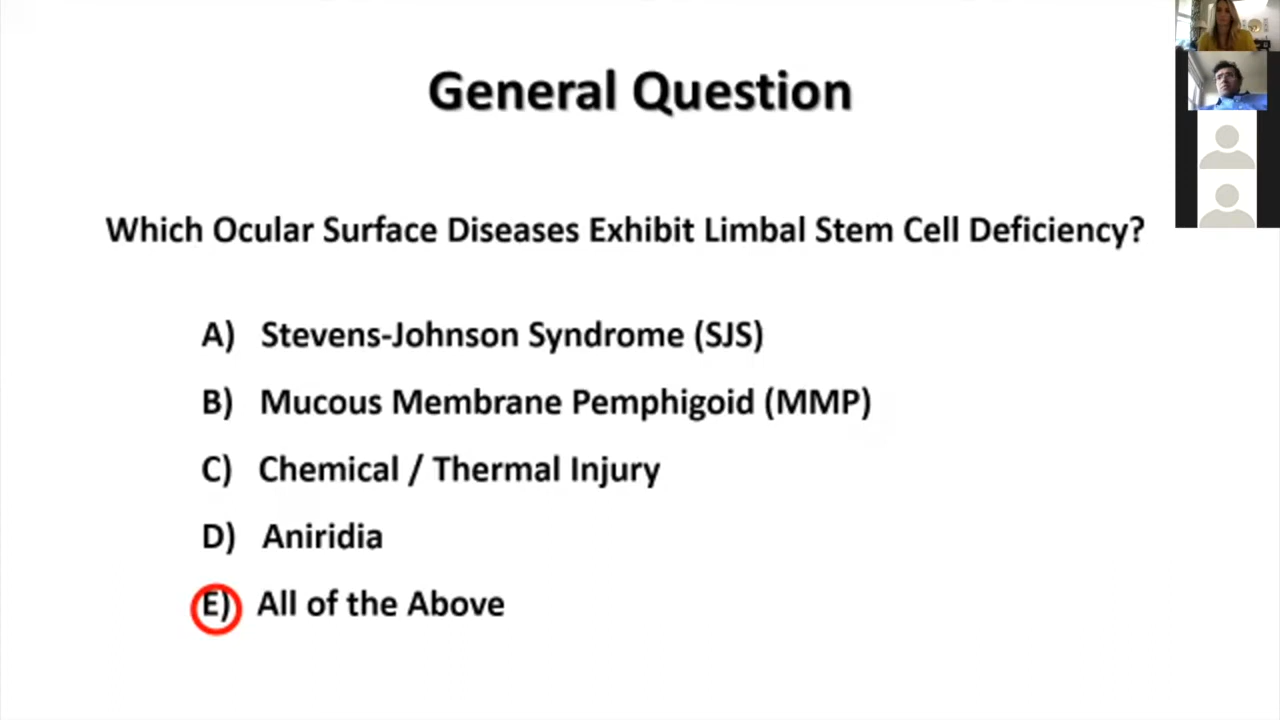 General Question
Which Ocular Surface Diseases Exhibit Limbal Stem Cell Deficiency?
A) Stevens-Johnson Syndrome (SJS)
B) Mucous Membrane Pemphigoid (MMP)
C) Chemical / Thermal Injury
D) Aniridia
E) All of the Above